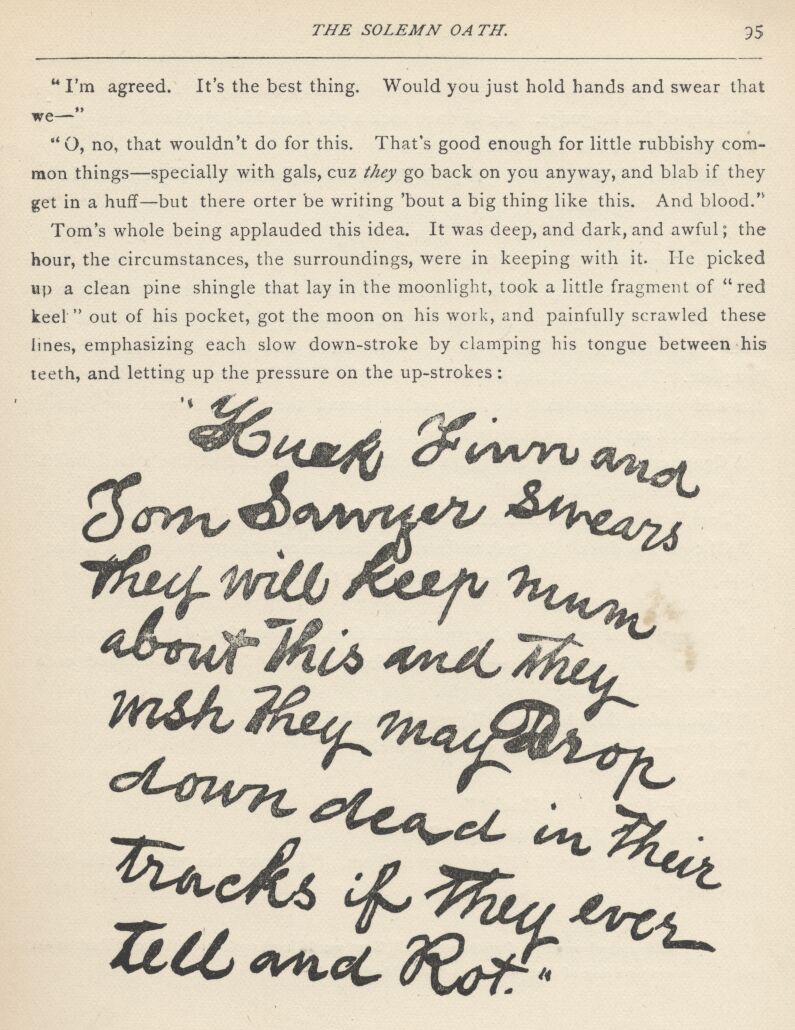 THE SOLEMN OATH. 95
“I'm agreed. It's the best thing. Would you just hold hands and swear that
we—”
“O, no, that wouldn't do for this. That's good enough for little rubbishy com-
mon things—specially with gals, cuz they go back on you anyway, and blab if they
get in a huff—but there orter be writing 'bout a big thing like this. And blood.”
Tom's whole being applauded this idea. It was deep, and dark, and awful; the
hour, the circumstances, the surroundings, were in keeping with it. He picked
up a clean pine shingle that lay in the moonlight, took a little fragment of “red
keel” out of his pocket, got the moon on his work, and painfully scrawled these
lines, emphasizing each slow down-stroke by clamping his tongue between his
teeth, and letting up the pressure on the up-strokes:
"Huck Finn and
Tom Sawyer swears
they will keep mum
about this and they
wish they may Drop
down dead in their
tracks if they ever
tell and Rot."